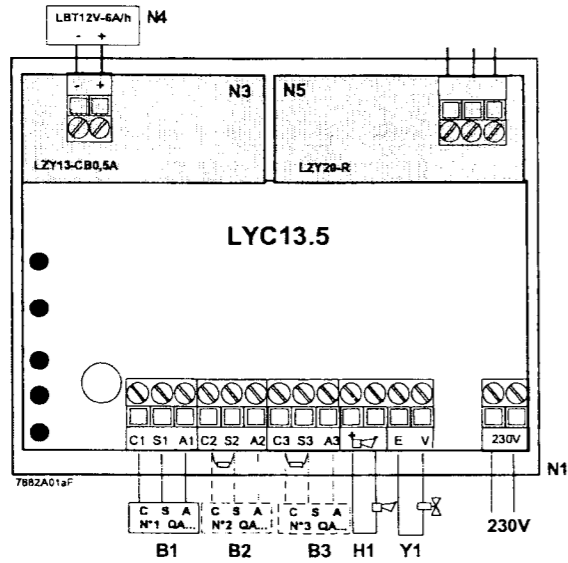 LBT12V-6A/h N4
- +
- +
N3 N5
LZY13-CB0,5A
LZY20-R
LYC13.5
C1 S1 A1 C2 S2 A2 C3 S3 A3 + E V 230V
7882A01aF
N1
C S A C S A C S A
N°1 QA... N°2 QA... N°3 QA...
B1 B2 B3 H1 Y1 230V